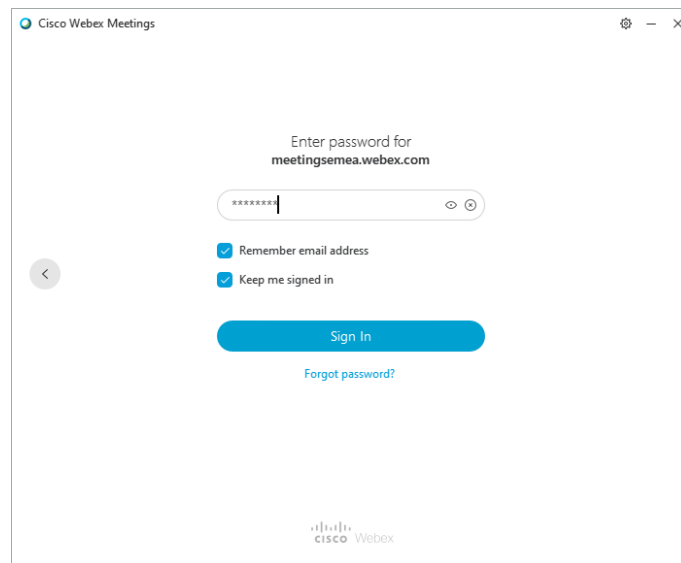 Cisco Webex Meetings
Enter password for
meetingsemea.webex.com
********
Remember email address
Keep me signed in
Sign In
Forgot password?
cisco Webex